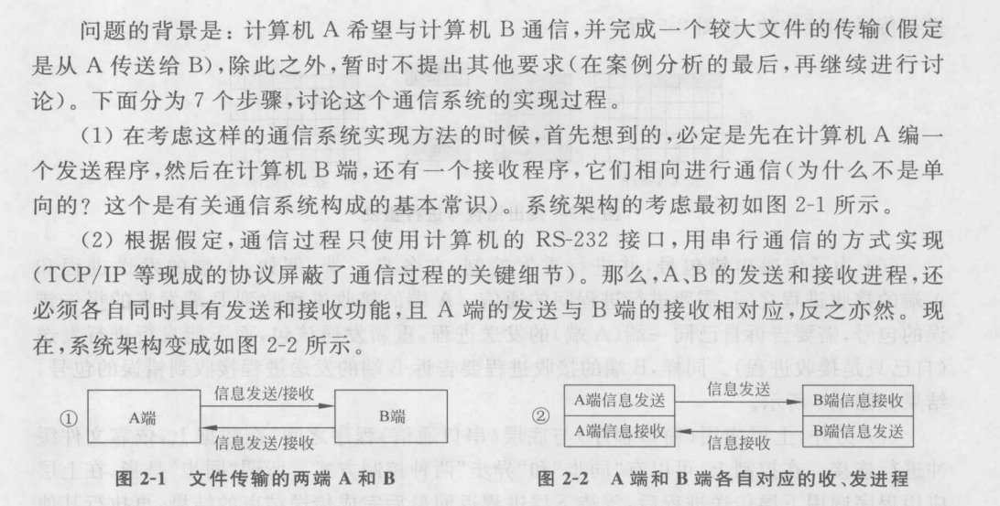 问题的背景是：计算机 A 希望与计算机 B 通信，并完成一个较大文件的传输（假定
是从 A 传送给 B），除此之外，暂时不提出其他要求（在案例分析的最后，再继续进行讨
论）。下面分为 7 个步骤，讨论这个通信系统的实现过程。
（1）在考虑这样的通信系统实现方法的时候，首先想到的，必定是先在计算机 A 编一
个发送程序，然后在计算机 B 端，还有一个接收程序，它们相向进行通信（为什么不是单
向的？这个是有关通信系统构成的基本常识）。系统架构的考虑最初如图 2-1 所示。
（2）根据假定，通信过程只使用计算机的 RS-232 接口，用串行通信的方式实现
（TCP/IP 等现成的协议屏蔽了通信过程的关键细节）。那么，A、B 的发送和接收进程，还
必须各自同时具有发送和接收功能，且 A 端的发送与 B 端的接收相对应，反之亦然。现
在，系统架构变成如图 2-2 所示。
① A端 信息发送/接收 信息发送/接收 B端
图 2-1 文件传输的两端 A 和 B
② A端信息发送 信息发送 B端信息接收
A端信息接收 信息接收 B端信息发送
图 2-2 A 端和 B 端各自对应的收、发进程